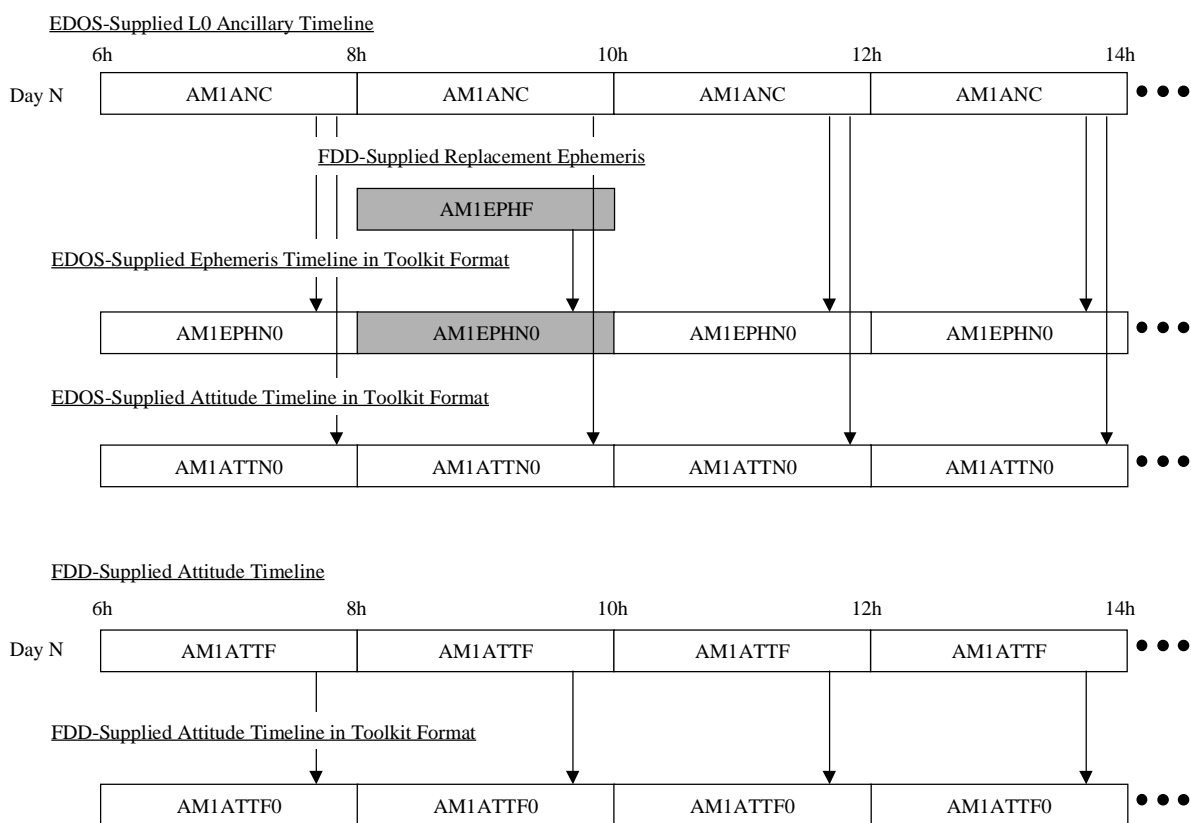 EDOS-Supplied L0 Ancillary Timeline
6h 8h 10h 12h 14h
Day N AM1ANC AM1ANC AM1ANC AM1ANC
FDD-Supplied Replacement Ephemeris
AM1EPHF
EDOS-Supplied Ephemeris Timeline in Toolkit Format
AM1EPHN0 AM1EPHN0 AM1EPHN0 AM1EPHN0
EDOS-Supplied Attitude Timeline in Toolkit Format
AM1ATTN0 AM1ATTN0 AM1ATTN0 AM1ATTN0
FDD-Supplied Attitude Timeline
6h 8h 10h 12h 14h
Day N AM1ATTF AM1ATTF AM1ATTF AM1ATTF
FDD-Supplied Attitude Timeline in Toolkit Format
AM1ATTF0 AM1ATTF0 AM1ATTF0 AM1ATTF0